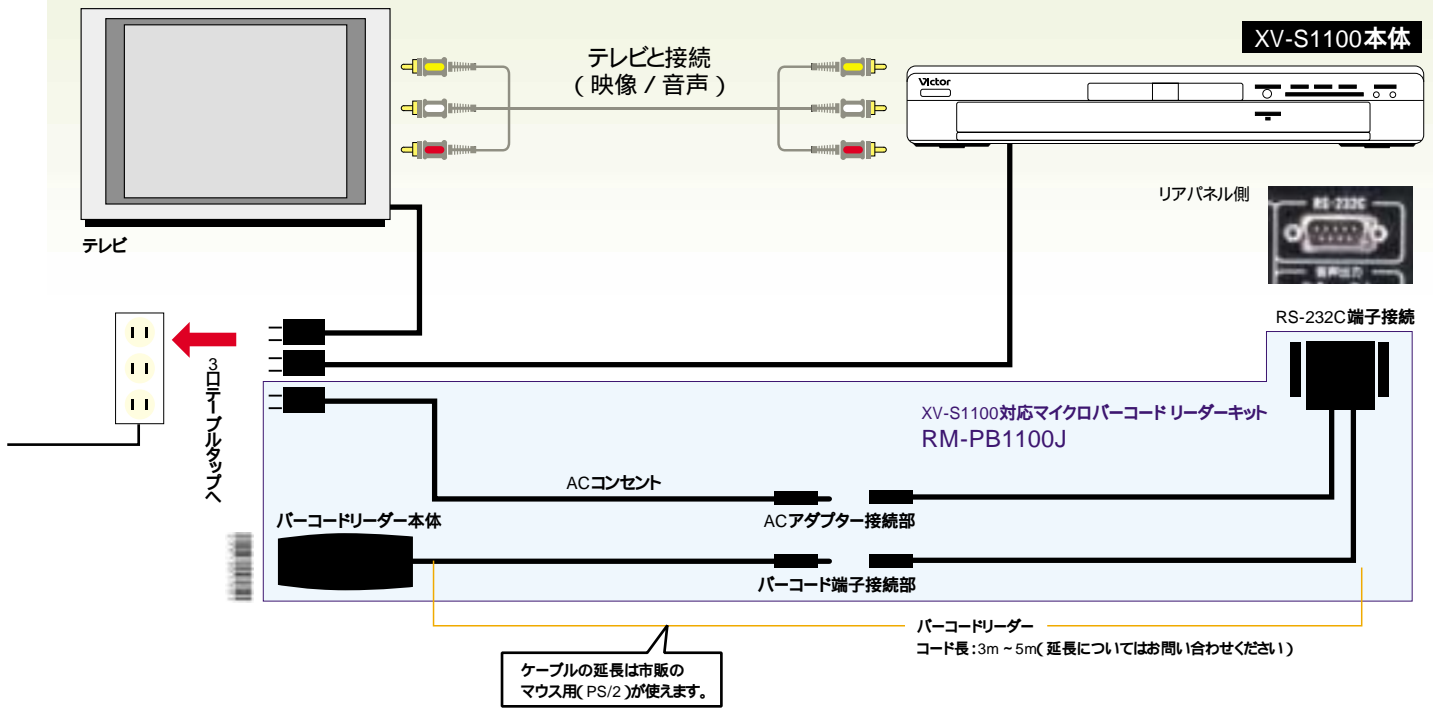 XV-S1100本体
テレビと接続
( 映像 / 音声 )
Victor
リアパネル側
RS-232C
音声出力
テレビ
RS-232C端子接続
3口テーブルタップへ
XV-S1100対応マイクロバーコードリーダーキット
RM-PB1100J
ACコンセント
バーコードリーダー本体
ACアダプター接続部
バーコード端子接続部
バーコードリーダー
コード長:3m ~ 5m( 延長についてはお問い合わせください )
ケーブルの延長は市販の
マウス用( PS/2 )が使えます。